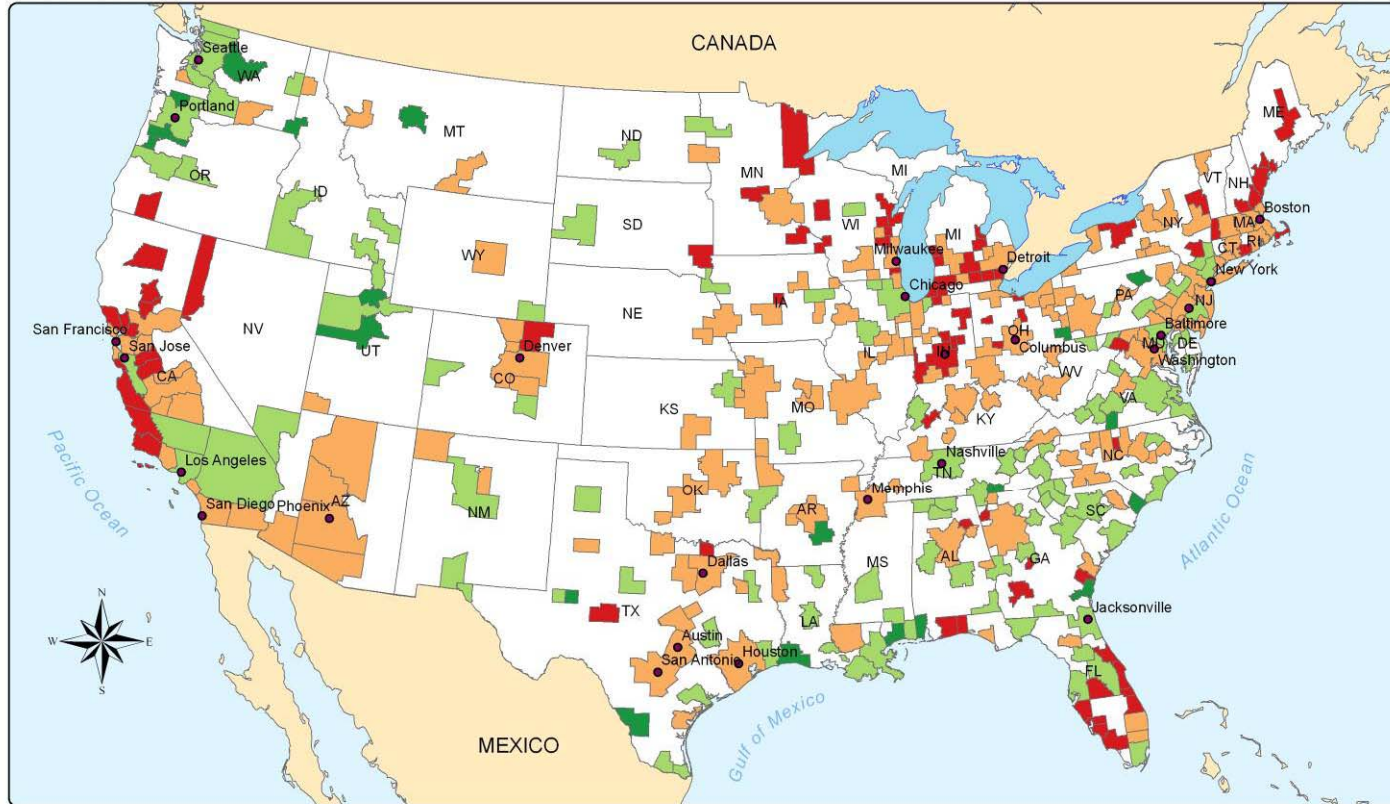 CANADA
Seattle
WA
Portland
MT
ND
ME
OR
ID
MN
MI
VT
NH
SD
WI
NY
MA
Boston
WY
MI
CT
RI
Milwaukee
Detroit
New York
Chicago
IA
PA
NE
NJ
San Francisco
NV
Baltimore
UT
OH
San Jose
Denver
IL
IN
Columbus
MD
DE
Washington
CA
CO
WV
KS
MO
VA
KY
Pacific Ocean
NC
Nashville
Los Angeles
TN
OK
Memphis
San Diego
Phoenix
AZ
NM
AR
SC
Atlantic Ocean
MS
AL
GA
Dallas
N
TX
LA
Jacksonville
W
E
Austin
San Antonio
Houston
FL
S
MEXICO
Gulf of Mexico